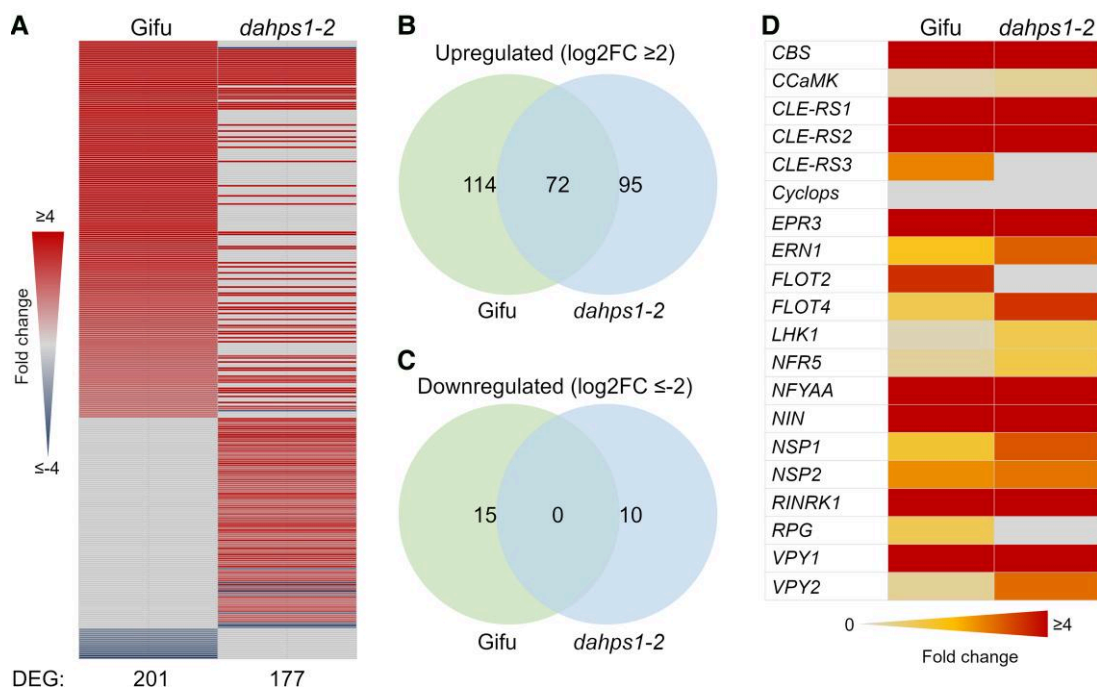 A
Gifu
dahps1-2
≥4
Fold change
≤-4
DEG:
201
177
B
Upregulated (log2FC ≥2)
114
72
95
Gifu
dahps1-2
C
Downregulated (log2FC ≤-2)
15
0
10
Gifu
dahps1-2
D
Gifu
dahps1-2
CBS
CCaMK
CLE-RS1
CLE-RS2
CLE-RS3
Cyclops
EPR3
ERN1
FLOT2
FLOT4
LHK1
NFR5
NFYAA
NIN
NSP1
NSP2
RINRK1
RPG
VPY1
VPY2
0
≥4
Fold change